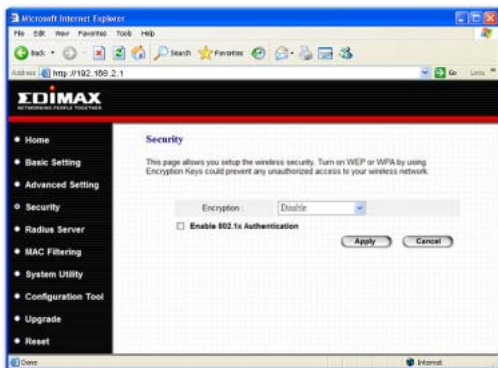 Microsoft Internet Explorer
File Edit View Favorites Tools Help
Back Search Favorites
Address http://192.168.2.1 Go Links »
EDIMAX
NETWORKING PEOPLE TOGETHER
Home
Basic Setting
Advanced Setting
Security
Radius Server
MAC Filtering
System Utility
Configuration Tool
Upgrade
Reset
Security
This page allows you setup the wireless security. Turn on WEP or WPA by using
Encryption Keys could prevent any unauthorized access to your wireless network.
Encryption : Disable
Enable 802.1x Authentication
Apply Cancel
Done Internet